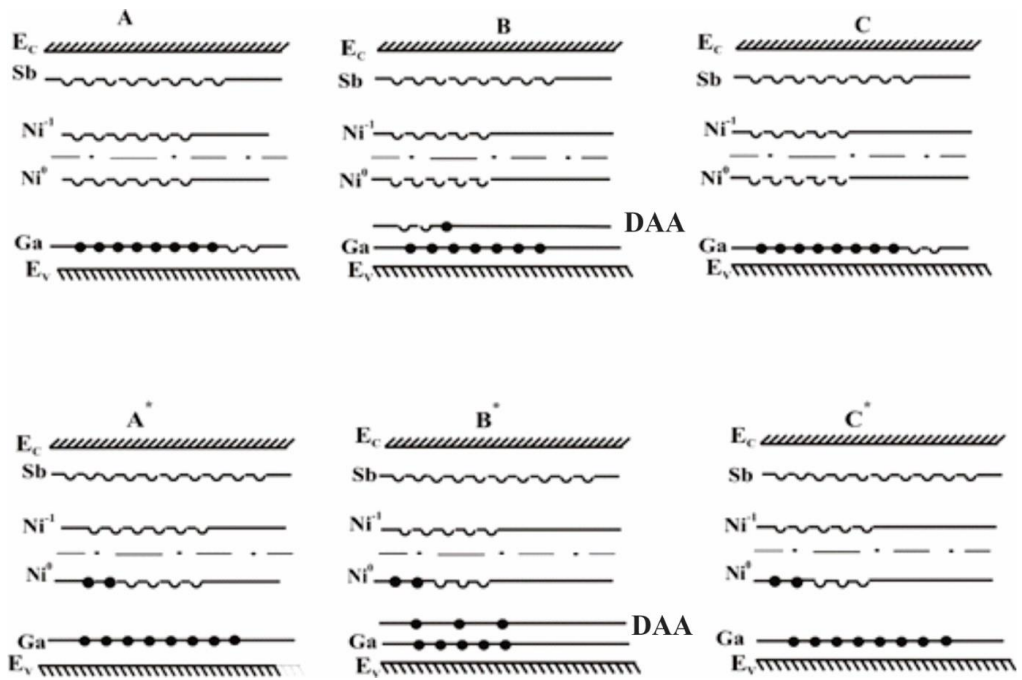 A
B
C
E_C
E_C
E_C
Sb
Sb
Sb
Ni^-1
Ni^-1
Ni^-1
Ni^0
Ni^0
Ni^0
DAA
Ga
Ga
Ga
E_V
E_V
E_V
A*
B*
C*
E_C
E_C
E_C
Sb
Sb
Sb
Ni^-1
Ni^-1
Ni^-1
Ni^0
Ni^0
Ni^0
DAA
Ga
Ga
Ga
E_V
E_V
E_V